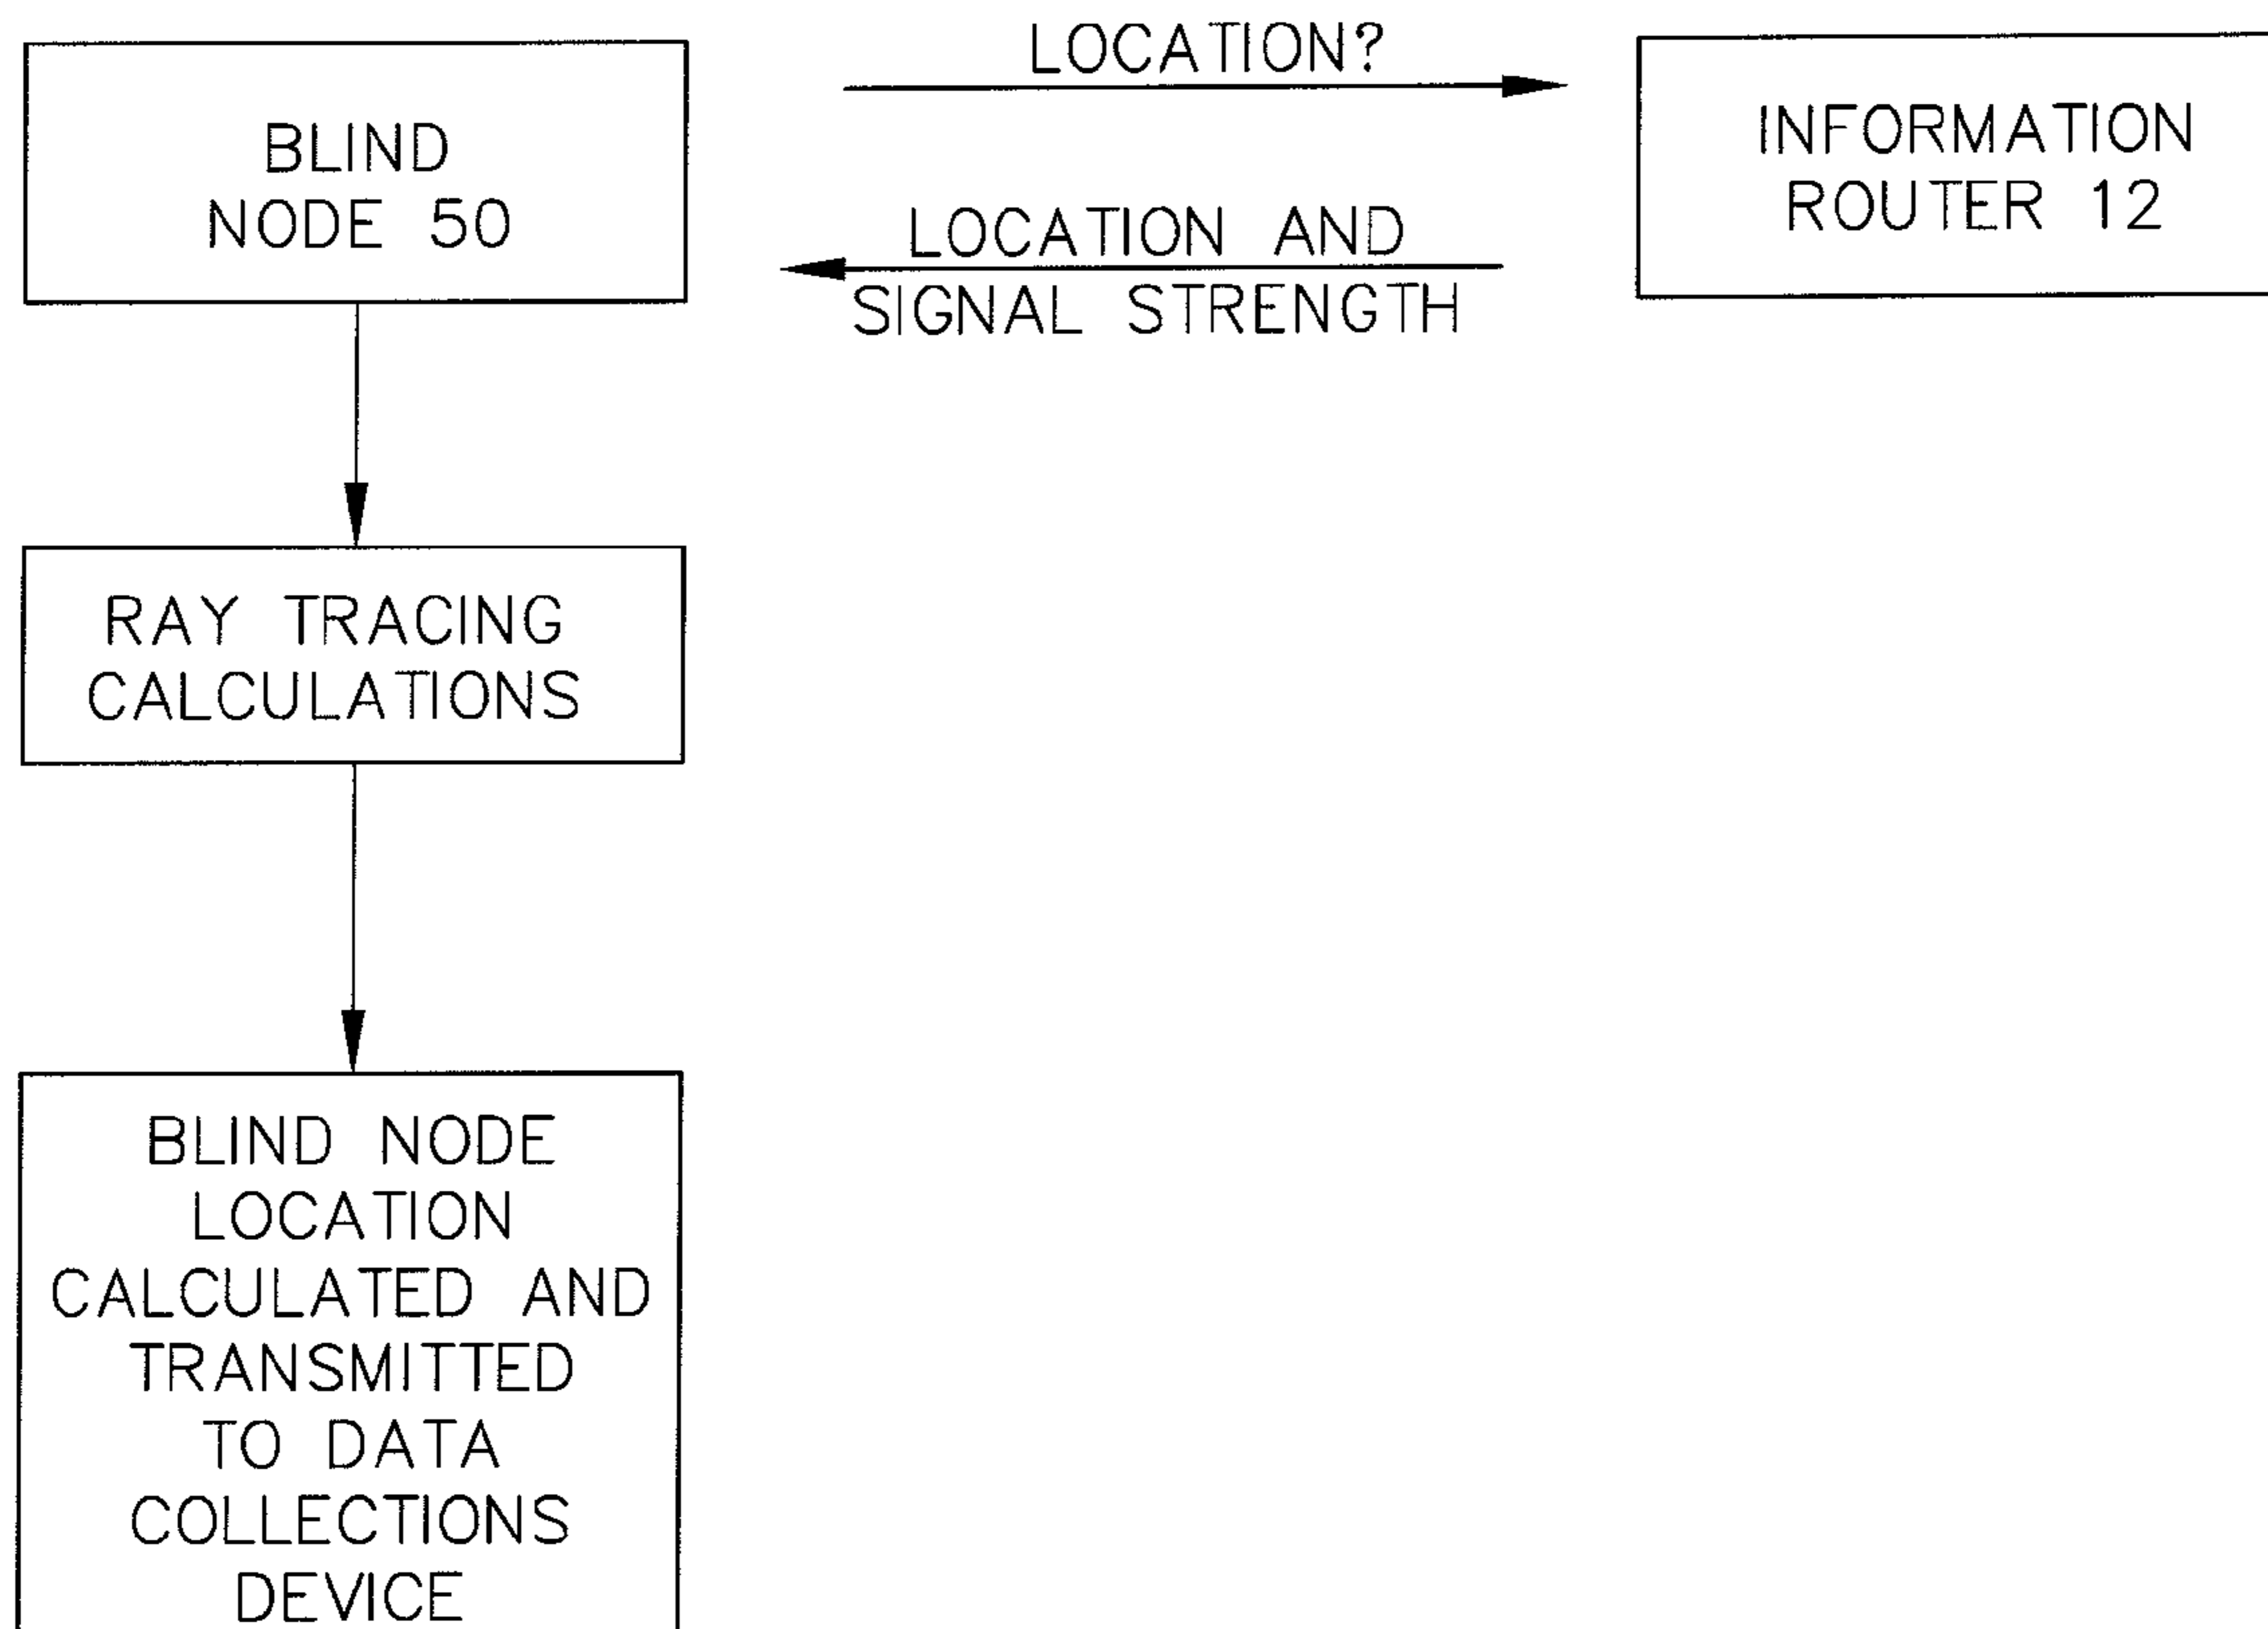 BLIND
NODE 50
LOCATION?
LOCATION AND
SIGNAL STRENGTH
INFORMATION
ROUTER 12
RAY TRACING
CALCULATIONS
BLIND NODE
LOCATION
CALCULATED AND
TRANSMITTED
TO DATA
COLLECTIONS
DEVICE